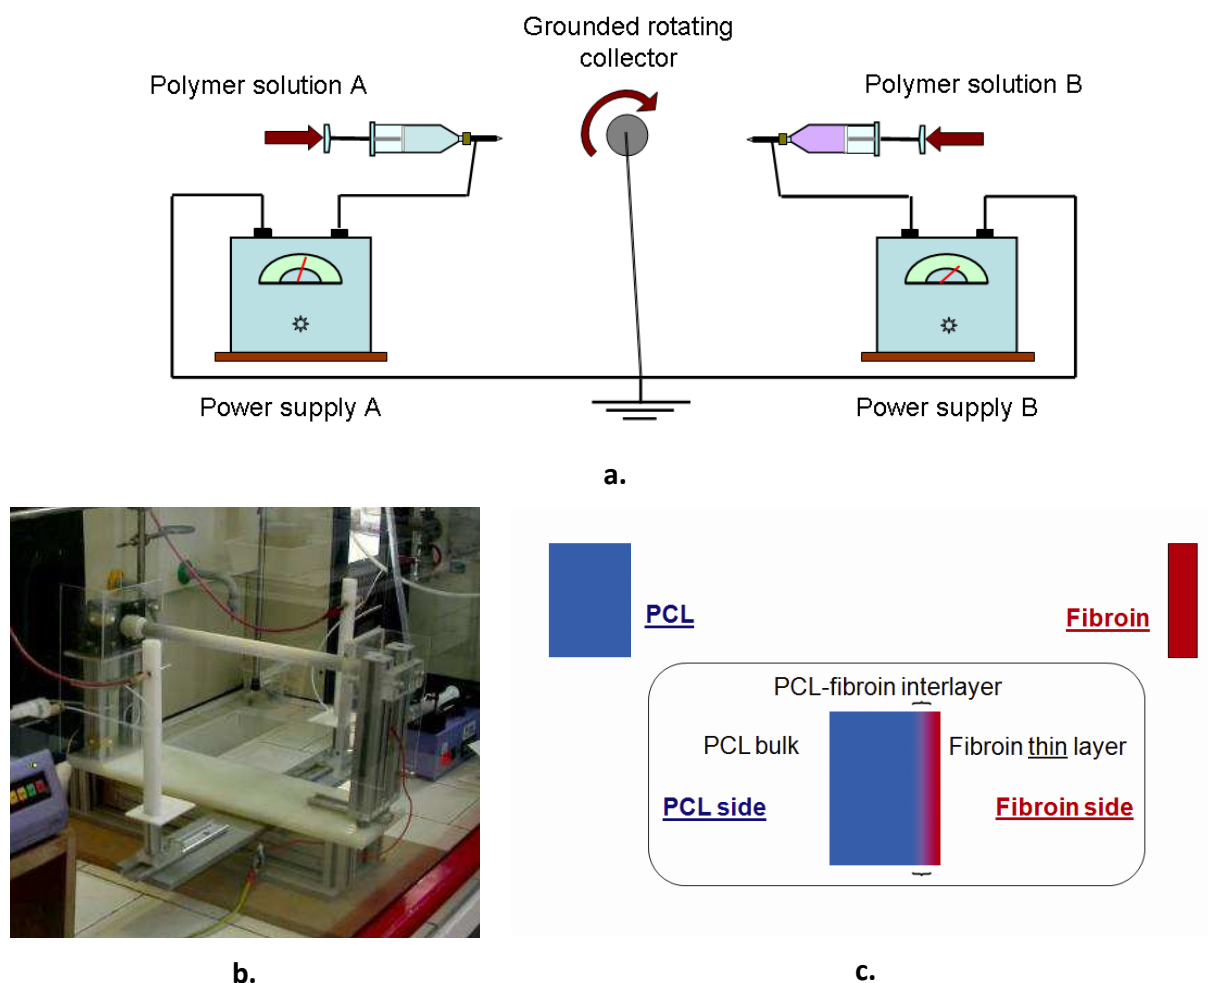 Grounded rotating
collector
Polymer solution A
Polymer solution B
Power supply A
Power supply B
a.
PCL
Fibroin
PCL-fibroin interlayer
PCL bulk
Fibroin thin layer
PCL side
Fibroin side
b.
c.